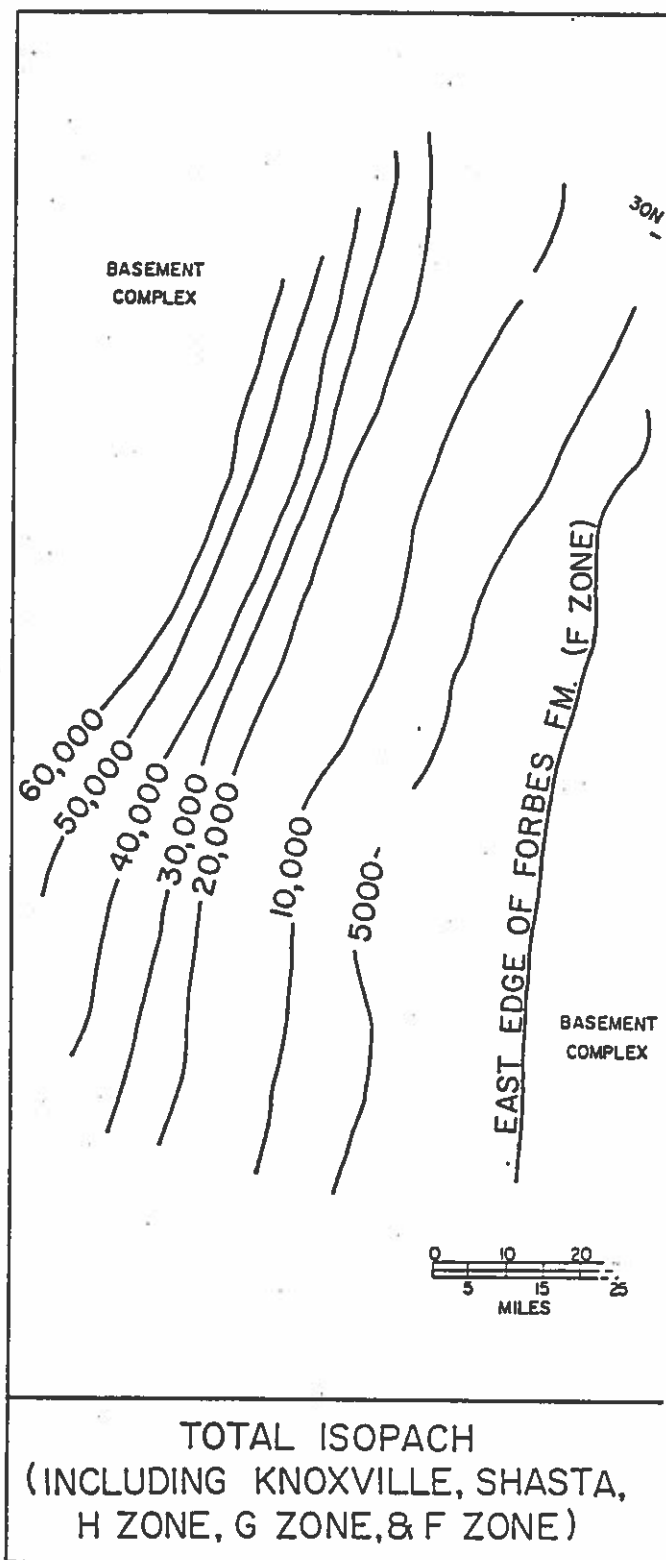 30N
BASEMENT
COMPLEX
60,000
50,000
40,000
30,000
20,000
10,000
5000
EAST EDGE OF FORBES FM. (F ZONE)
BASEMENT
COMPLEX
0 10 20
5 15 25
MILES
TOTAL ISOPACH
(INCLUDING KNOXVILLE, SHASTA,
H ZONE, G ZONE, & F ZONE)